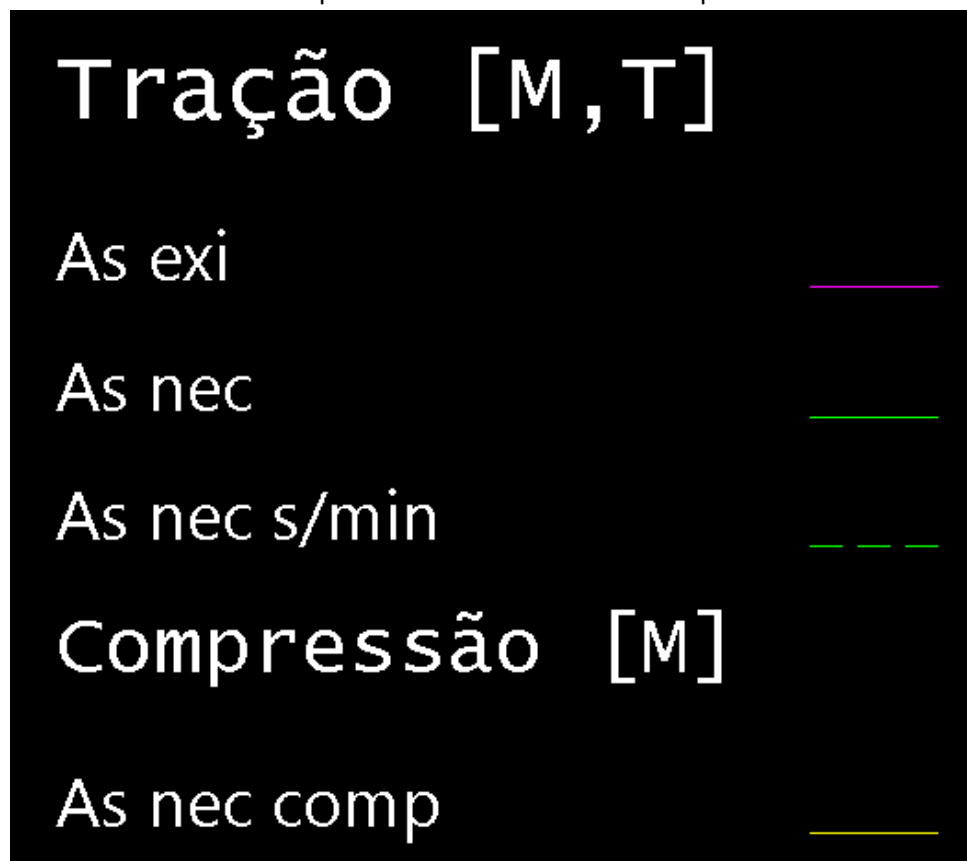 Tração [M,T]
As exi
As nec
As nec s/min
Compressão [M]
As nec comp